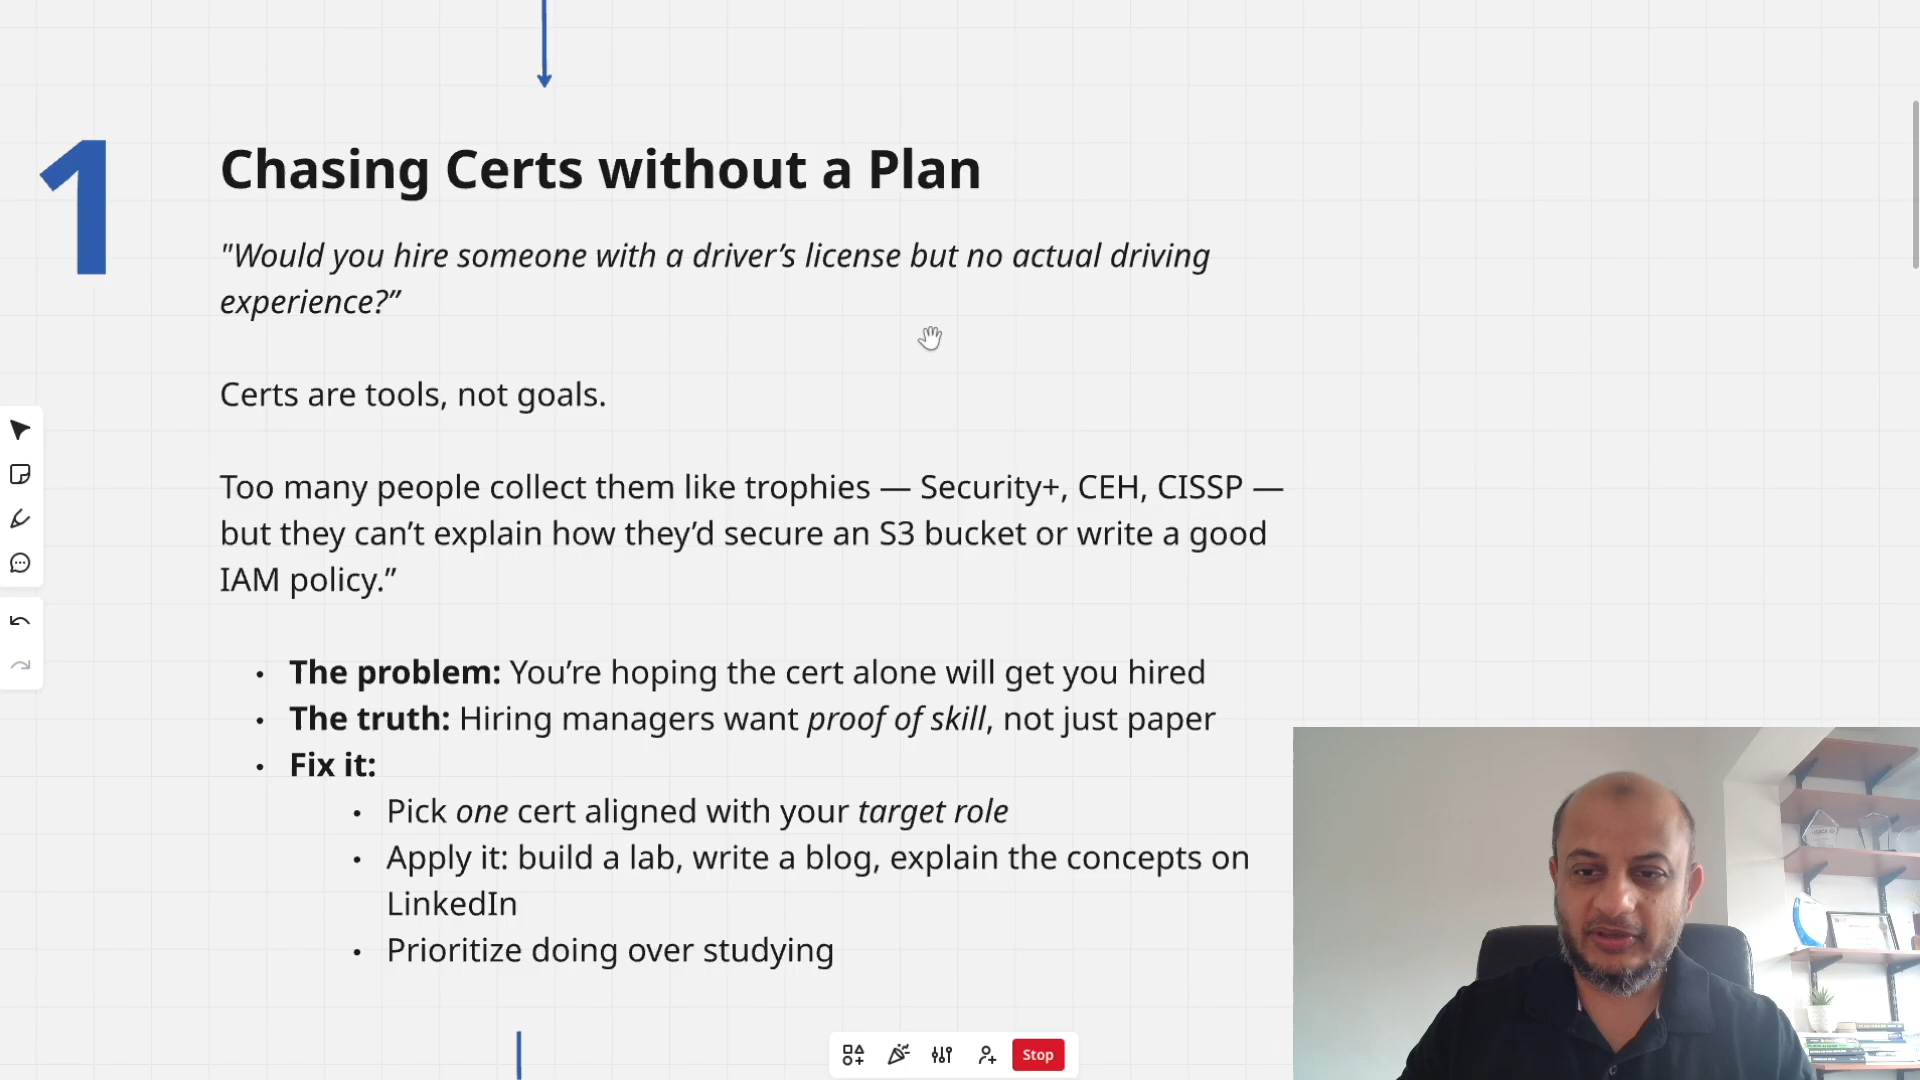 1
Chasing Certs without a Plan
"Would you hire someone with a driver’s license but no actual driving
experience?”
Certs are tools, not goals.
Too many people collect them like trophies — Security+, CEH, CISSP —
but they can’t explain how they’d secure an S3 bucket or write a good
IAM policy.”
• The problem: You’re hoping the cert alone will get you hired
• The truth: Hiring managers want proof of skill, not just paper
• Fix it:
• Pick one cert aligned with your target role
• Apply it: build a lab, write a blog, explain the concepts on
LinkedIn
• Prioritize doing over studying
Stop